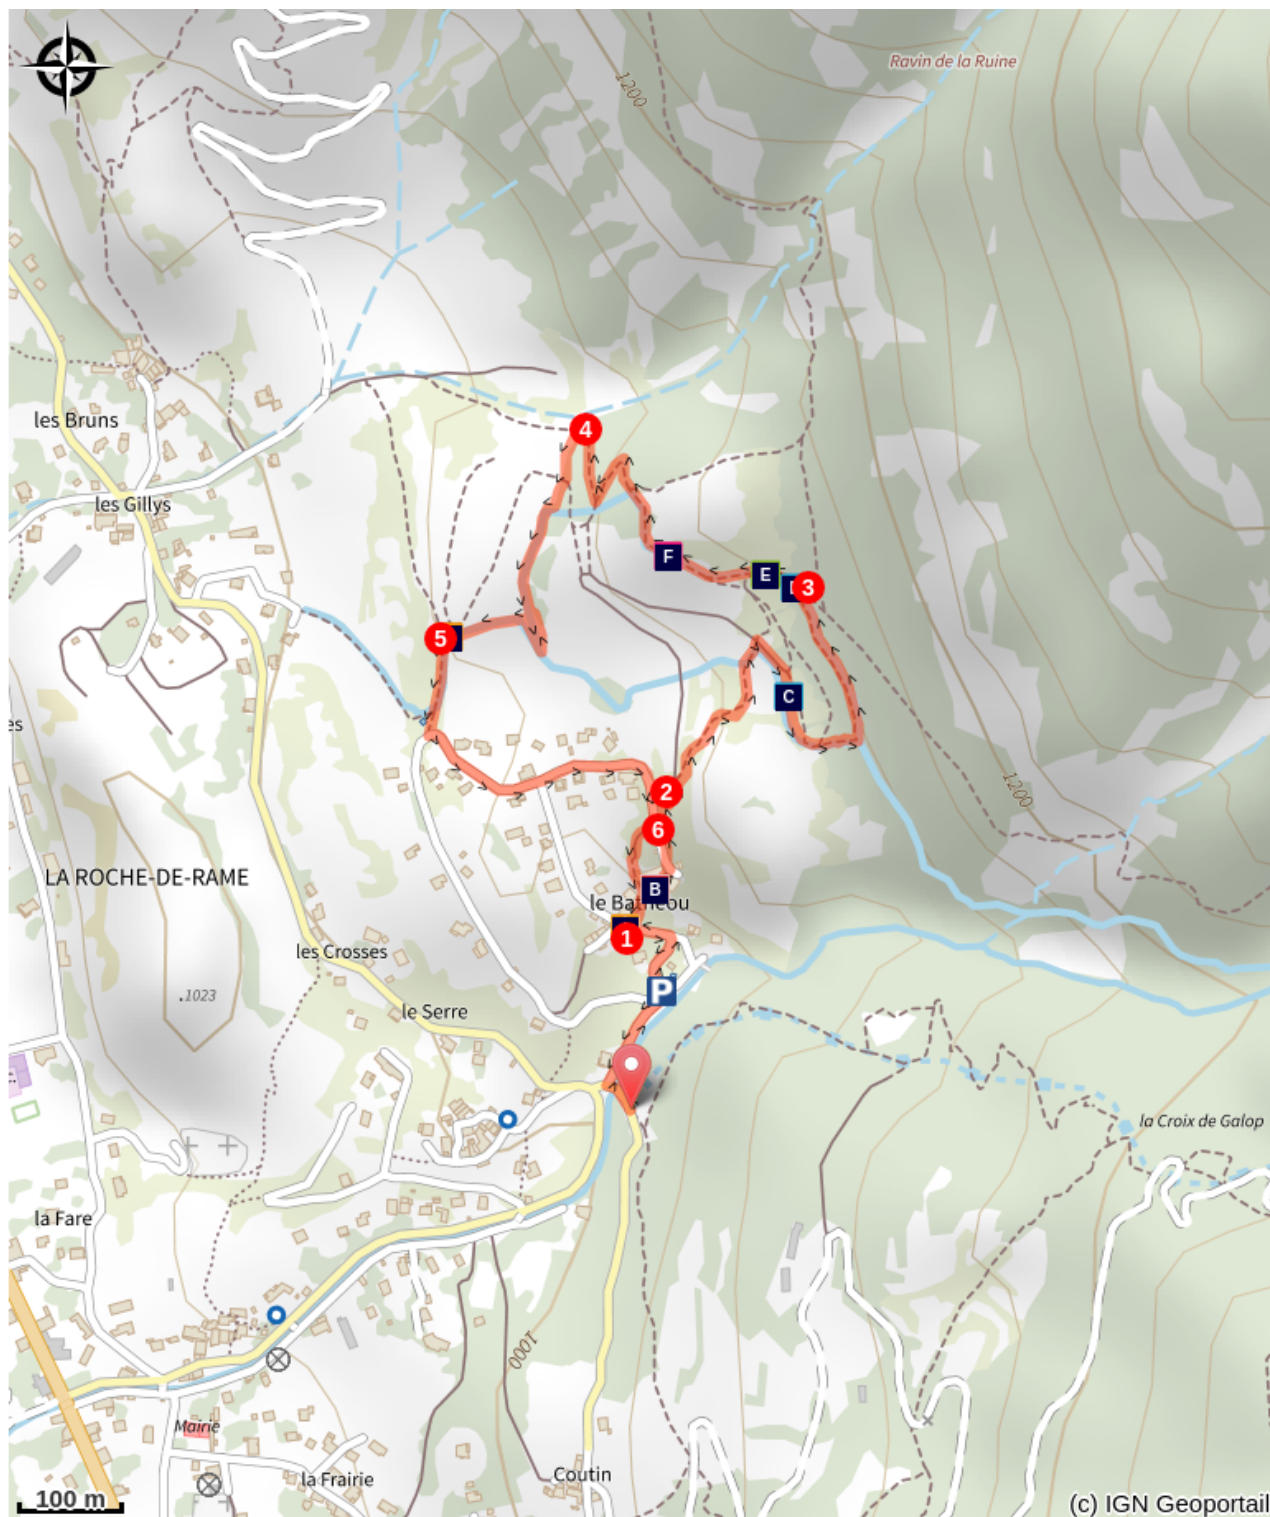 Ravin de la Ruine
1200
4
les Bruns
les Gillys
F
E
3
5
C
1200
2
6
LA ROCHE-DE-RAME
B
le Batheou
1
les Crosses
P
.1023
le Serre
la Croix de Galop
la Fare
1000
Mairie
la Frairie
Coutin
100 m
(c) IGN Geoportail